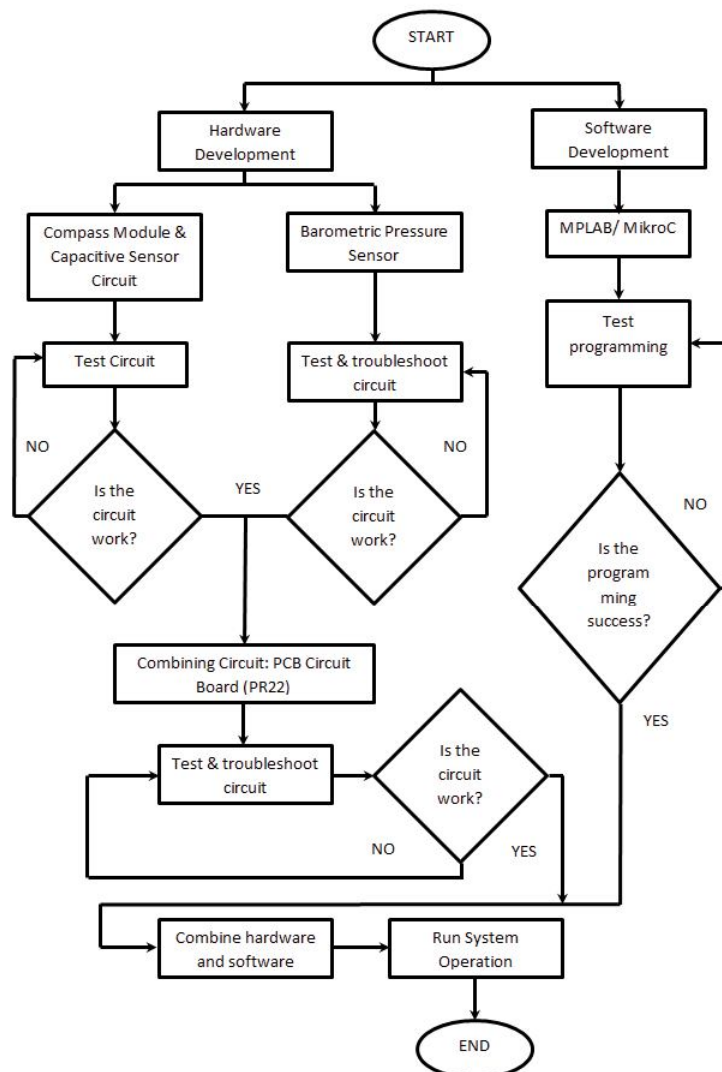 START
Hardware
Development
Software
Development
Compass Module &
Capacitive Sensor
Circuit
Barometric Pressure
Sensor
MPLAB/ MikroC
Test Circuit
Test & troubleshoot
circuit
Test
programming
NO
Is the
circuit
work?
YES
Is the
circuit
work?
NO
NO
Is the
program
ming
success?
YES
Combining Circuit: PCB Circuit
Board (PR22)
Test & troubleshoot
circuit
Is the
circuit
work?
NO
YES
Combine hardware
and software
Run System
Operation
END